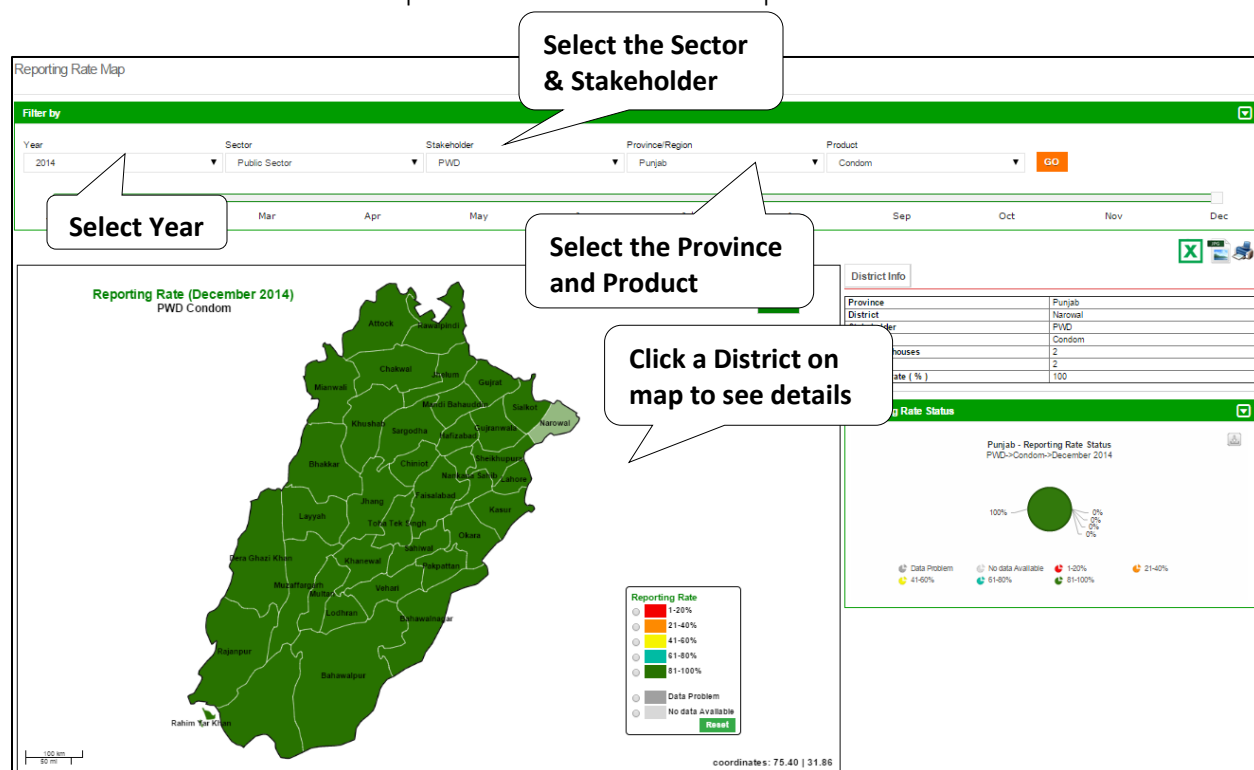 Select the Sector
& Stakeholder
Reporting Rate Map
Filter by
Year Sector Stakeholder Province/Region Product
2014 Public Sector PWD Punjab Condom GO
Select Year
Mar Apr May Sep Oct Nov Dec
Select the Province
and Product
Reporting Rate (December 2014)
PWD Condom
Click a District on
map to see details
Attock
Rawalpindi
Chakwal
Jhelum
Gujrat
Mianwali
Mandi Bahauddin
Sialkot
Narowal
Khushab
Sargodha
Hafizabad
Gujranwala
Sheikhupura
Bhakkar
Chiniot
Nankana Sahib
Lahore
Faisalabad
Jhang
Kasur
Layyah
Toba Tek Singh
Okara
Sahiwal
Dera Ghazi Khan
Khanewal
Pakpattan
Muzaffargarh
Multan
Vehari
Lodhran
Bahawalnagar
Rajanpur
Bahawalpur
Rahim Yar Khan
100 km
50 mi
Reporting Rate
1-20%
21-40%
41-60%
61-80%
81-100%
Data Problem
No data Available
Reset
coordinates: 75.40 | 31.86
District Info
Province Punjab
District Narowal
PWD
Condom
houses 2
2
ate ( % ) 100
Rate Status
Punjab - Reporting Rate Status
PWD->Condom->December 2014
100% 0%
0%
0%
0%
Data Problem No data Available 1-20% 21-40%
41-60% 61-80% 81-100%